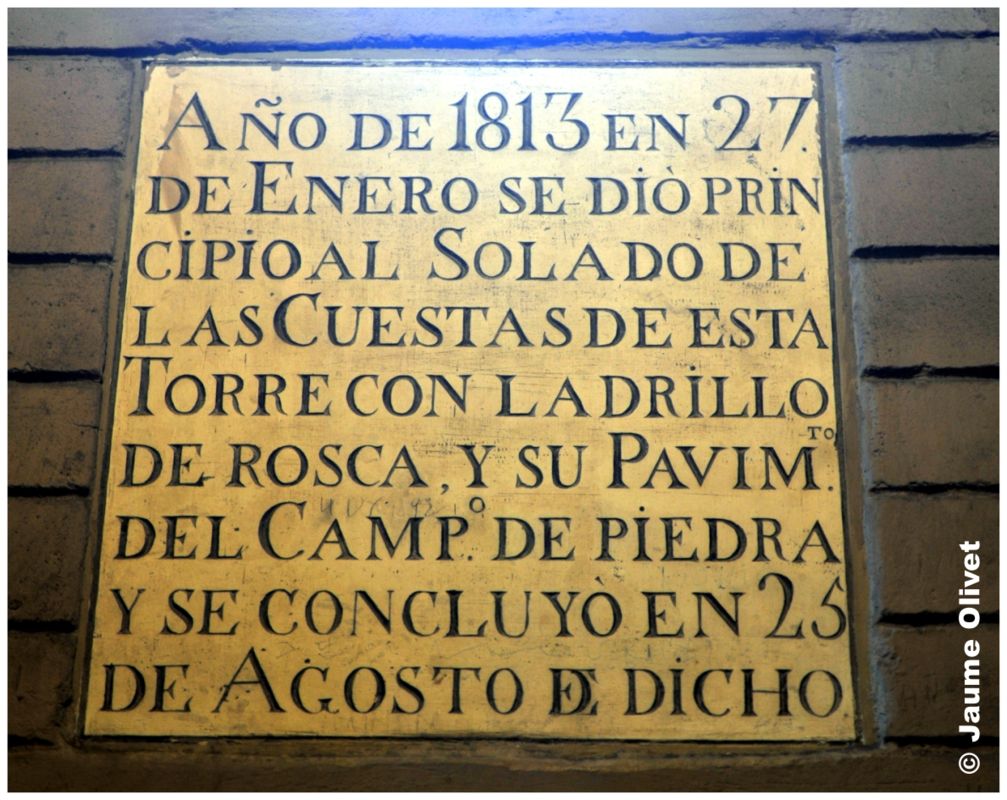 AÑO DE 1813 EN 27.
DE ENERO SE DIÒ PRIN
CIPIO AL SOLADO DE
LAS CUESTAS DE ESTA
TORRE CON LADRILLO
DE ROSCA, Y SU PAVIM.ᵀᴼ
DEL CAMP.º DE PIEDRA
Y SE CONCLUYÒ EN 25
DE AGOSTO DE DICHO
© Jaume Olivet